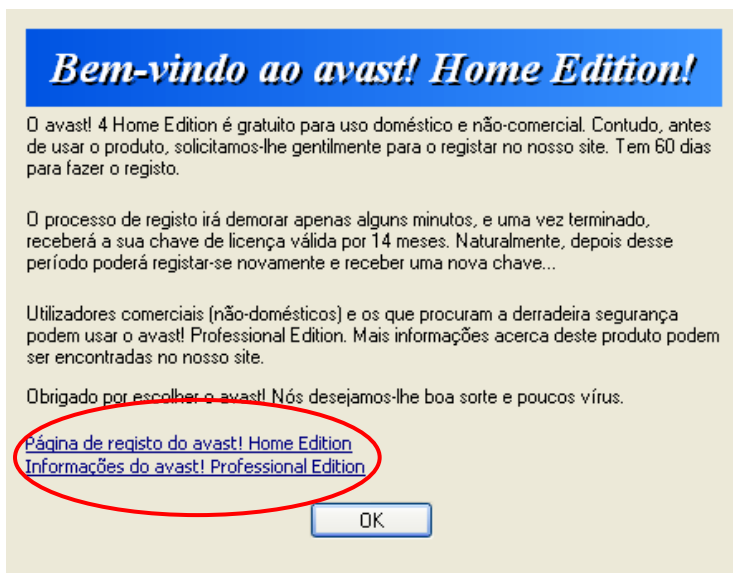 Bem-vindo ao avast! Home Edition!
O avast! 4 Home Edition é gratuito para uso doméstico e não-comercial. Contudo, antes
de usar o produto, solicitamos-lhe gentilmente para o registar no nosso site. Tem 60 dias
para fazer o registo.
O processo de registo irá demorar apenas alguns minutos, e uma vez terminado,
receberá a sua chave de licença válida por 14 meses. Naturalmente, depois desse
período poderá registar-se novamente e receber uma nova chave...
Utilizadores comerciais (não-domésticos) e os que procuram a derradeira segurança
podem usar o avast! Professional Edition. Mais informações acerca deste produto podem
ser encontradas no nosso site.
Obrigado por escolher o avast! Nós desejamos-lhe boa sorte e poucos vírus.
Página de registo do avast! Home Edition
Informações do avast! Professional Edition
OK